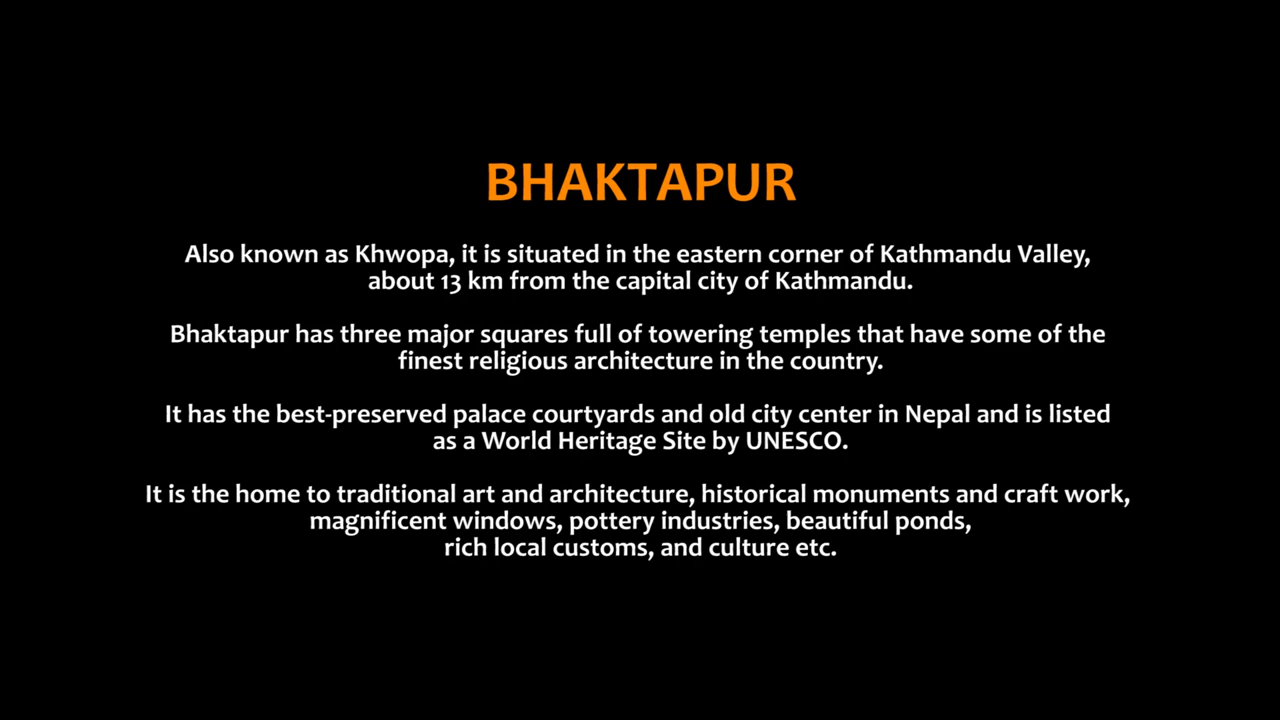 BHAKTAPUR
Also known as Khwopa, it is situated in the eastern corner of Kathmandu Valley,
about 13 km from the capital city of Kathmandu.
Bhaktapur has three major squares full of towering temples that have some of the
finest religious architecture in the country.
It has the best-preserved palace courtyards and old city center in Nepal and is listed
as a World Heritage Site by UNESCO.
It is the home to traditional art and architecture, historical monuments and craft work,
magnificent windows, pottery industries, beautiful ponds,
rich local customs, and culture etc.